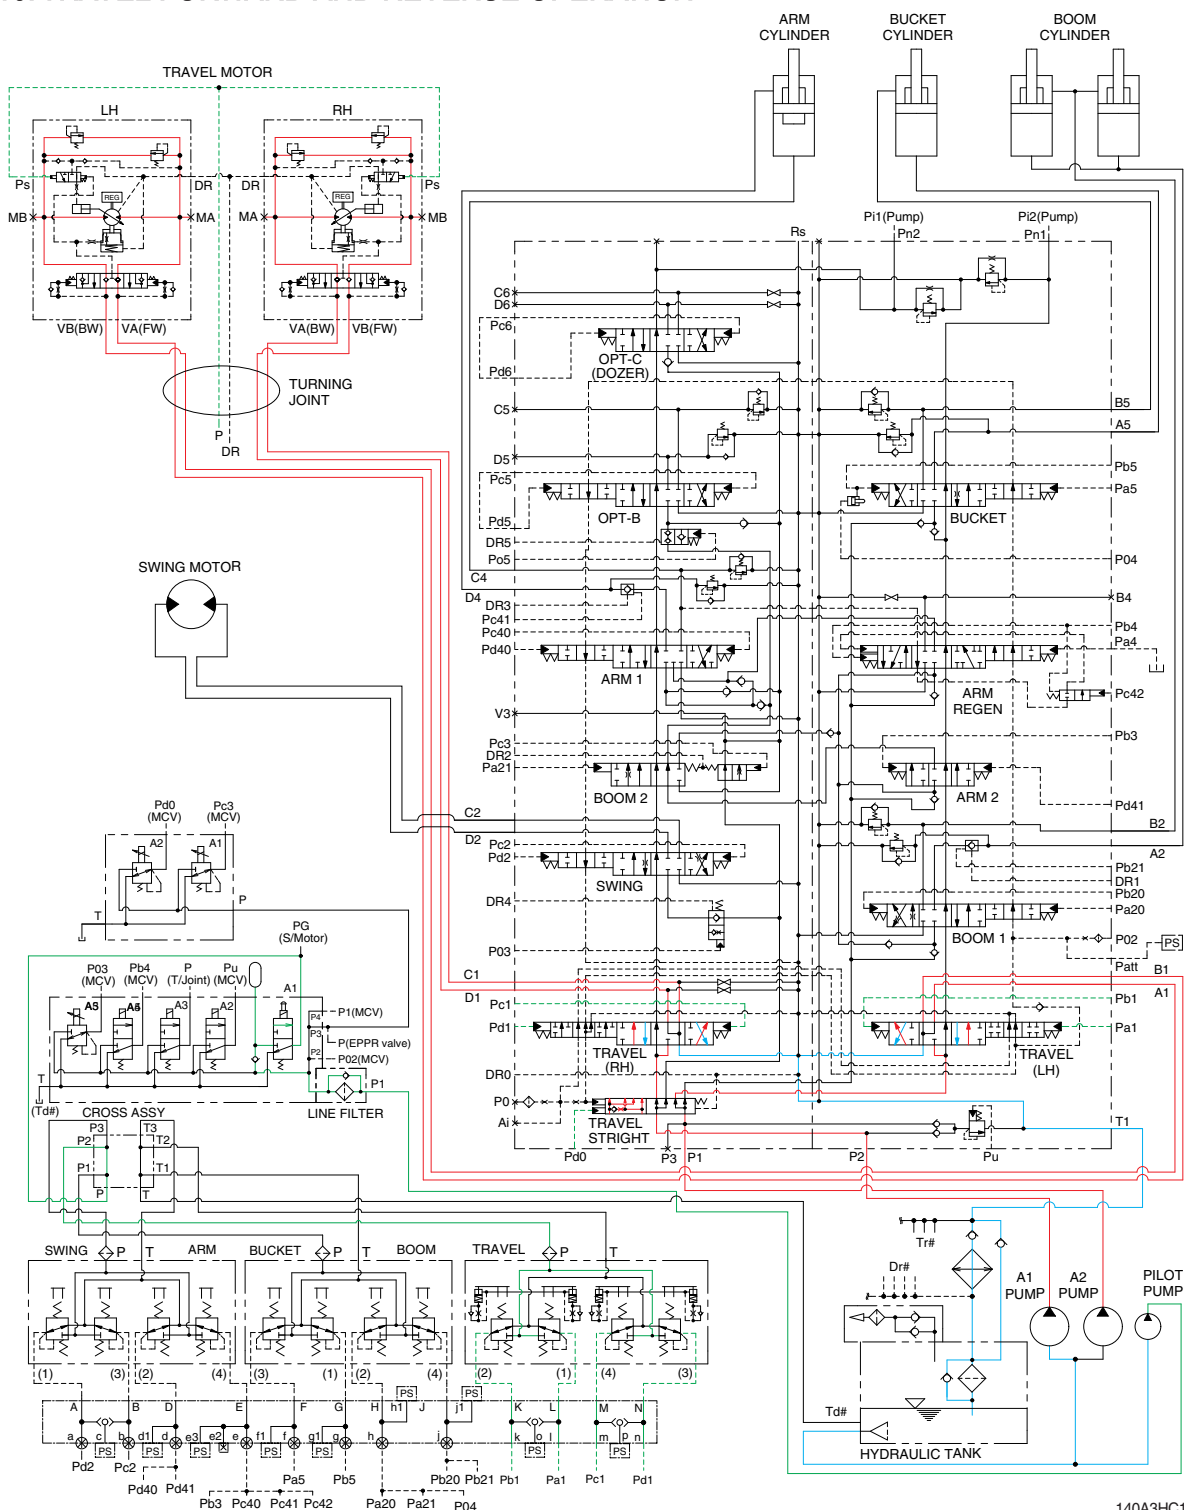 ARM
CYLINDER
BUCKET
CYLINDER
BOOM
CYLINDER
TRAVEL MOTOR
LH
RH
REG
REG
Ps
DR
DR
Ps
MB
MA
MA
MB
VB(BW)
VA(FW)
VA(BW)
VB(FW)
TURNING
JOINT
P
DR
Pi1(Pump)
Pn2
Pi2(Pump)
Pn1
Rs
C6
D6
Pc6
Pd6
OPT-C
(DOZER)
C5
D5
Pc5
Pd5
OPT-B
BUCKET
B5
A5
Pb5
Pa5
P04
DR5
Po5
C4
D4
DR3
Pc41
Pc40
Pd40
ARM 1
ARM
REGEN
B4
Pb4
Pa4
Pc42
SWING MOTOR
V3
Pc3
DR2
Pa21
BOOM 2
ARM 2
Pb3
Pd41
C2
D2
Pc2
Pd2
SWING
B2
A2
Pb21
DR1
Pb20
Pa20
BOOM 1
DR4
P03
P02
PS
Patt
C1
D1
Pc1
Pd1
TRAVEL
(RH)
TRAVEL
(LH)
B1
A1
Pb1
Pa1
DR0
P0
Ai
TRAVEL
STRIGHT
Pd0
P3
P1
P2
Pu
T1
Pd0
(MCV)
Pc3
(MCV)
A2
A1
T
P
PG
(S/Motor)
P03
(MCV)
Pb4
(MCV)
P
(T/Joint)
Pu
(MCV)
A1
A5
A4
A3
A2
P4
P3
P2
P1(MCV)
P(EPPR valve)
P02(MCV)
P1
LINE FILTER
T
(Td#)
CROSS ASSY
P3
T3
P2
T2
P1
T1
P
T
SWING
P
T
ARM
BUCKET
P
T
BOOM
TRAVEL
P
T
(1)
(3)
(2)
(4)
(3)
(1)
(2)
(4)
(2)
(1)
(4)
(3)
A
B
D
E
F
G
H
h1
PS
J
j1
PS
K
L
M
N
a
c
b
d1
d
e3
e2
e
f1
f
g1
g
h
j
k
o
l
m
p
n
PS
PS
PS
PS
PS
PS
PS
Pd2
Pc2
Pd40
Pd41
Pb3
Pc40
Pc41
Pc42
Pa5
Pb5
Pa20
Pa21
P04
Pb20
Pb21
Pb1
Pa1
Pc1
Pd1
Tr#
Dr#
A1
PUMP
A2
PUMP
PILOT
PUMP
Td#
HYDRAULIC TANK